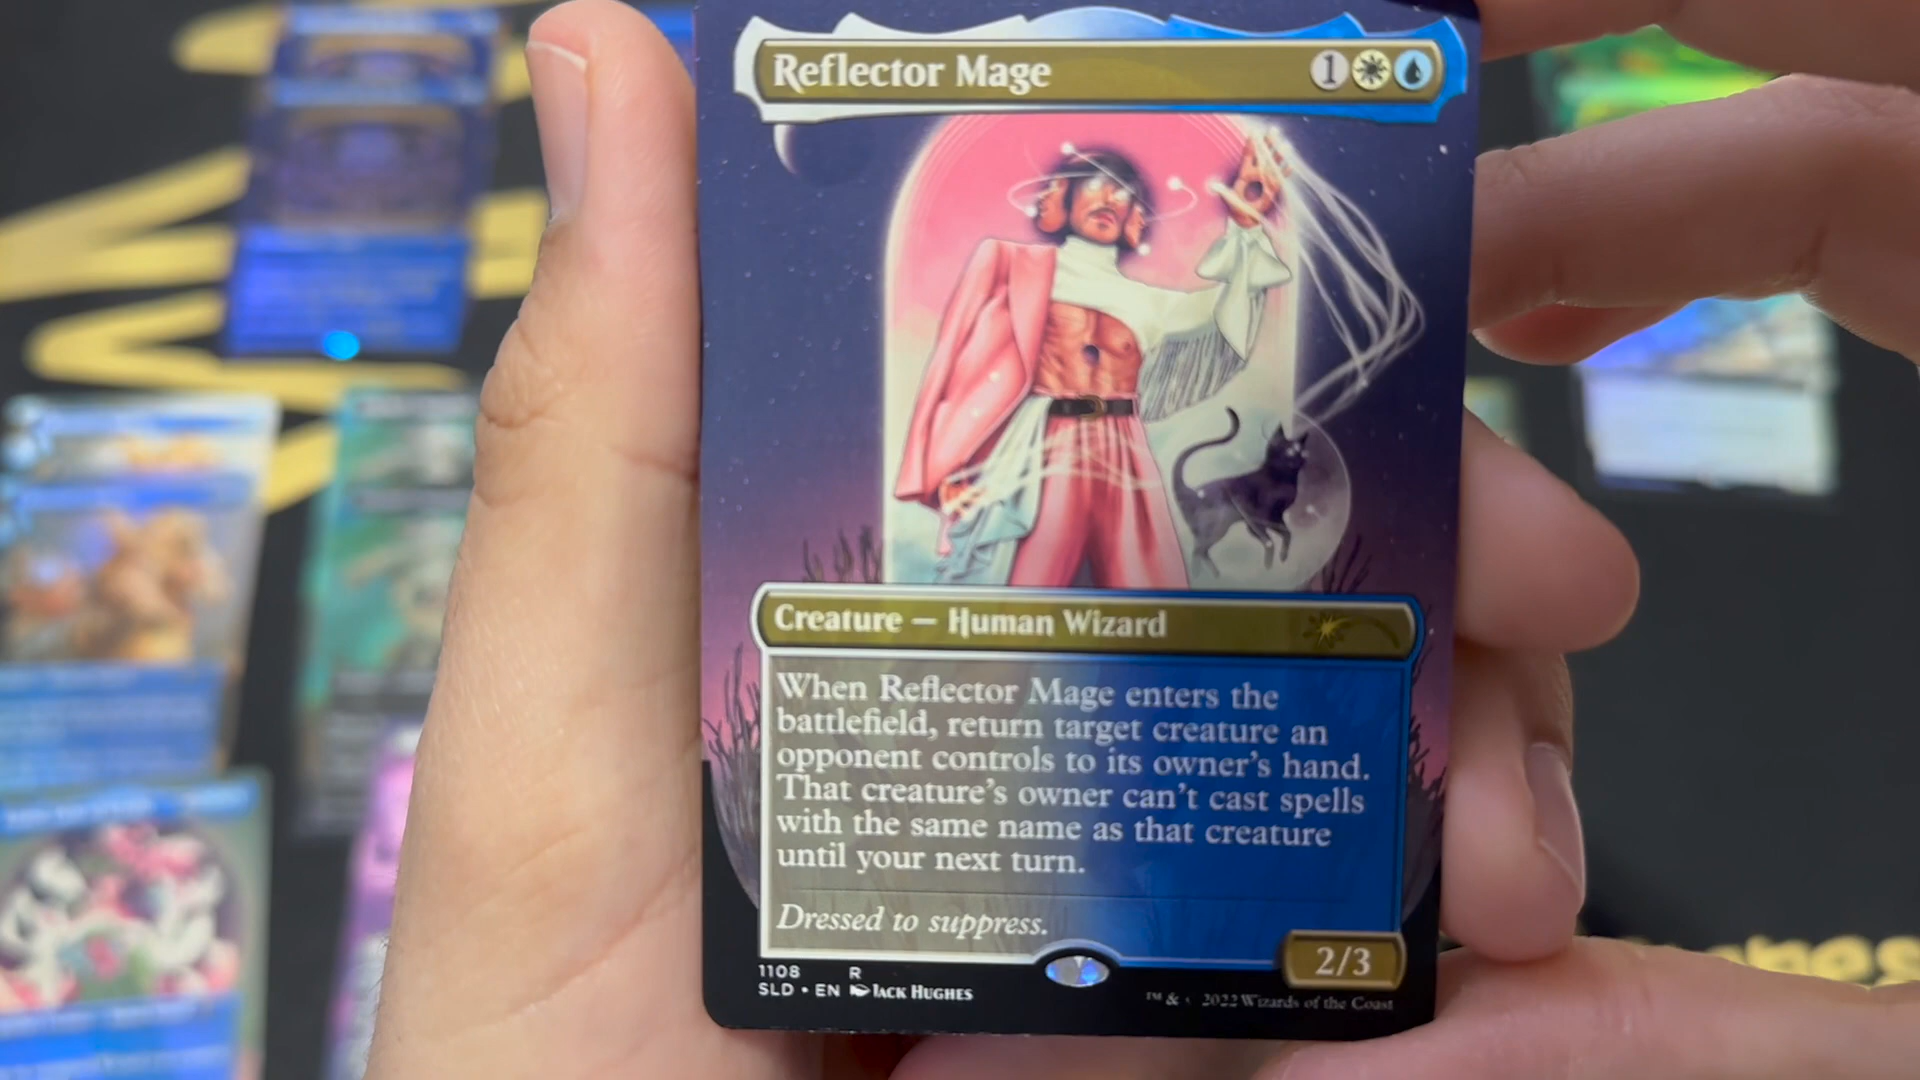 Reflector Mage 1
Creature — Human Wizard
When Reflector Mage enters the
battlefield, return target creature an
opponent controls to its owner's hand.
That creature's owner can't cast spells
with the same name as that creature
until your next turn.
Dressed to suppress.
2/3
1108 R
SLD • EN JACK HUGHES
™ & 2022 Wizards of the Coast